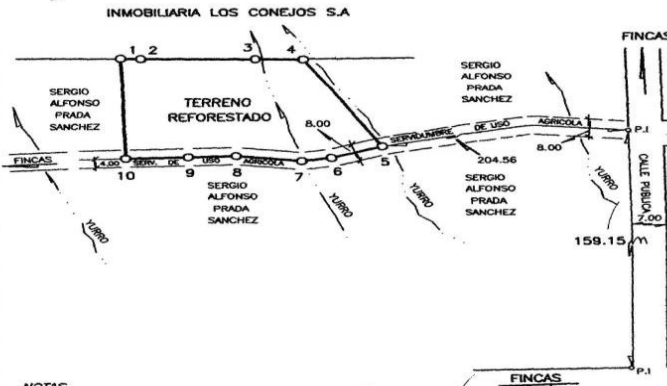 INMOBILIARIA LOS CONEJOS S.A
FINCAS
1 2 3 4
SERGIO
ALFONSO
PRADA
SANCHEZ
TERRENO
REFORESTADO
SERGIO
ALFONSO
PRADA
SANCHEZ
8.00
SERVIDUMBRE DE USO AGRICOLA
P.I
FINCAS
4.00
SERV. DE USO AGRICOLA
10 9 8 7 6 5
204.56
8.00
SERGIO
ALFONSO
PRADA
SANCHEZ
SERGIO
ALFONSO
PRADA
SANCHEZ
YURRO
YURRO
YURRO
YURRO
CALLE PUBLICA
7.00
159.15 m
P.I
FINCAS
NOTAS